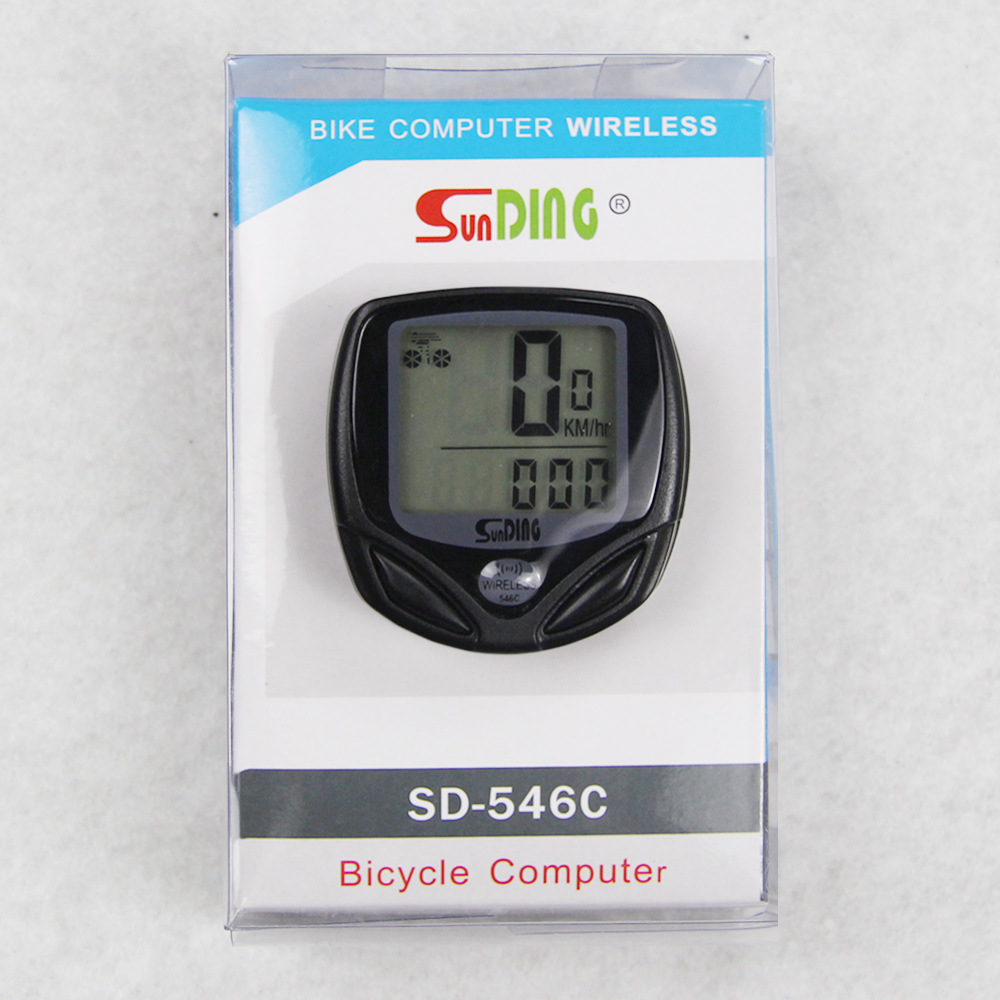 BIKE COMPUTER WIRELESS
SunDING ®
0 0
KM/hr
000
SunDING
WIRELESS
546C
SD-546C
Bicycle Computer